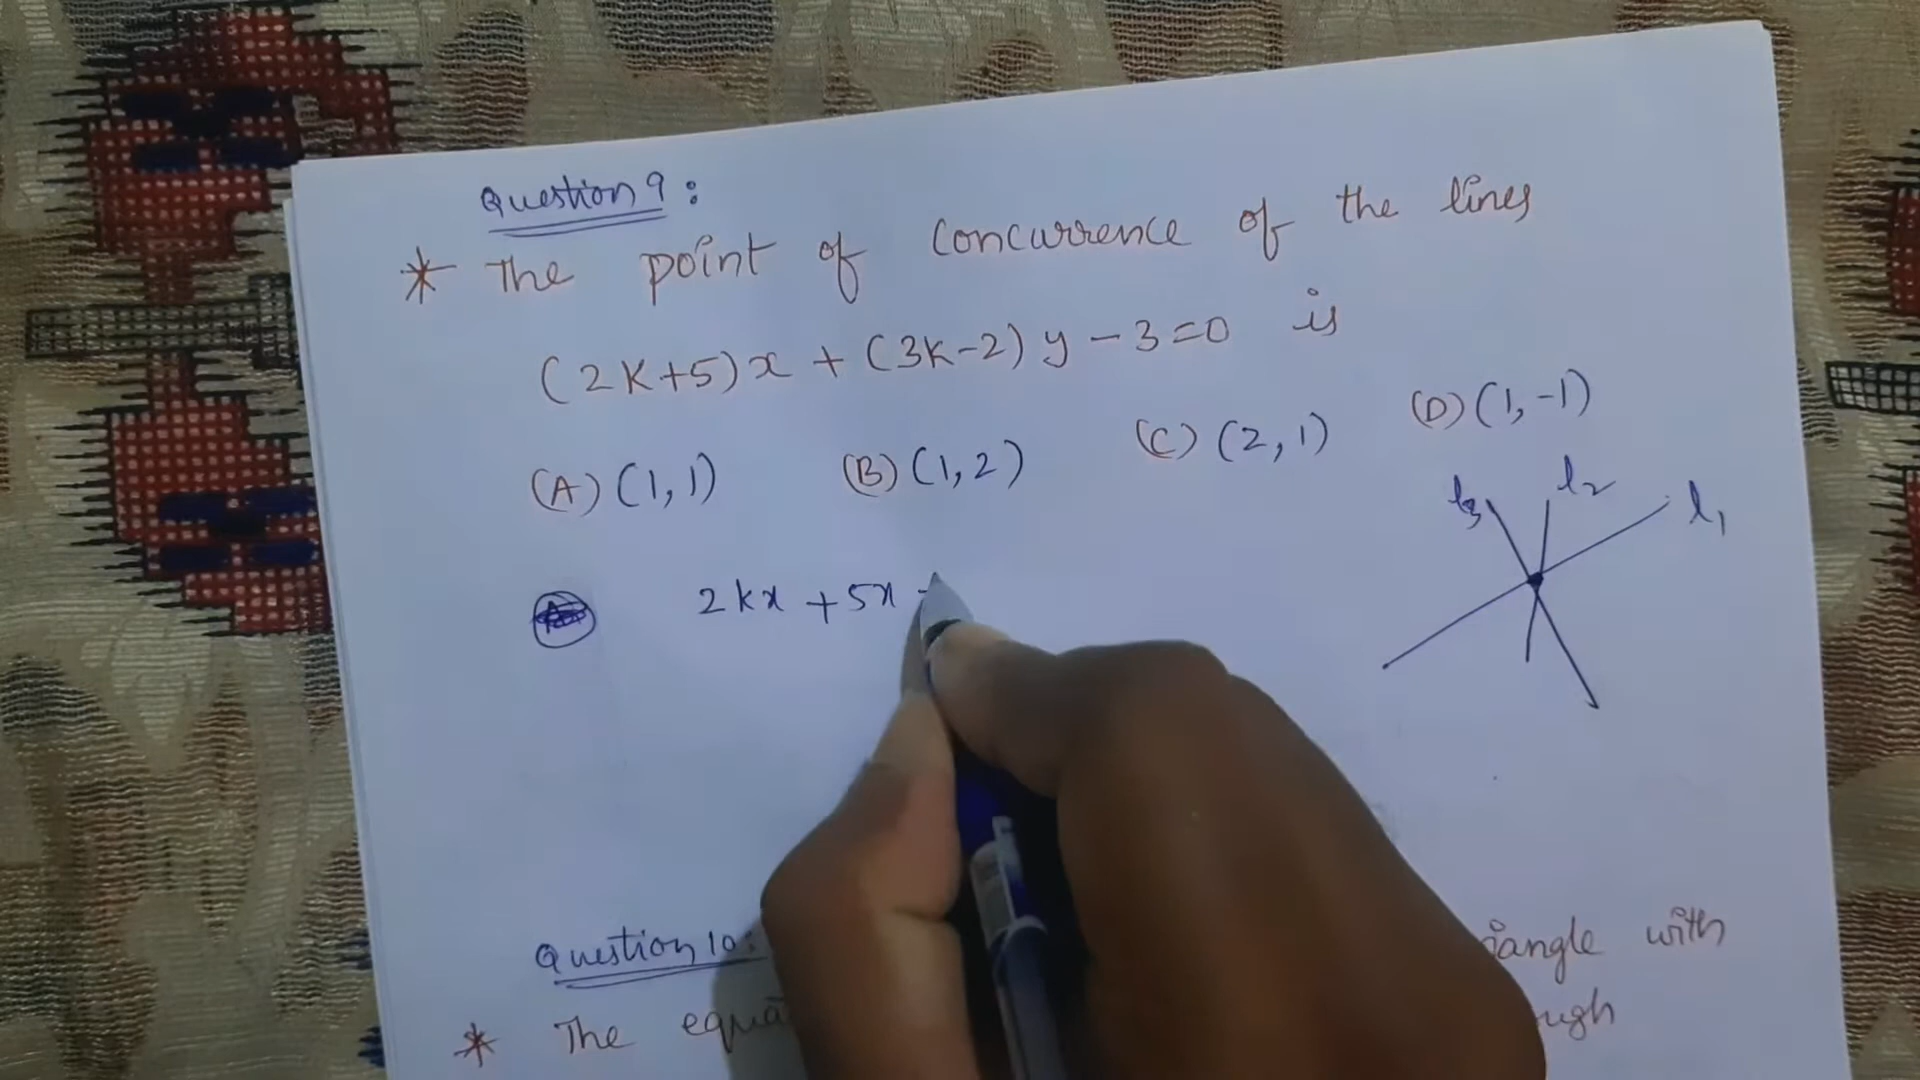 Question 9:
* The point of concurrence of the lines
(2K+5)x + (3K-2)y - 3=0 is
(A) (1,1) (B) (1,2) (C) (2,1) (D) (1,-1)
l3 l2 l1
2kx + 5x
Question 10:
with
* The